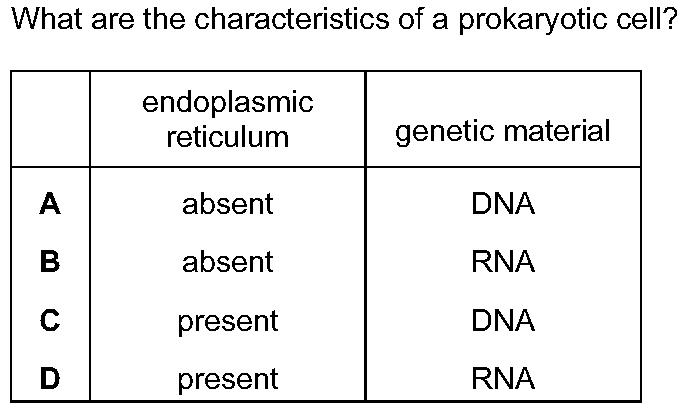 What are the characteristics of a prokaryotic cell?
endoplasmic
reticulum
genetic material
A absent DNA
B absent RNA
C present DNA
D present RNA